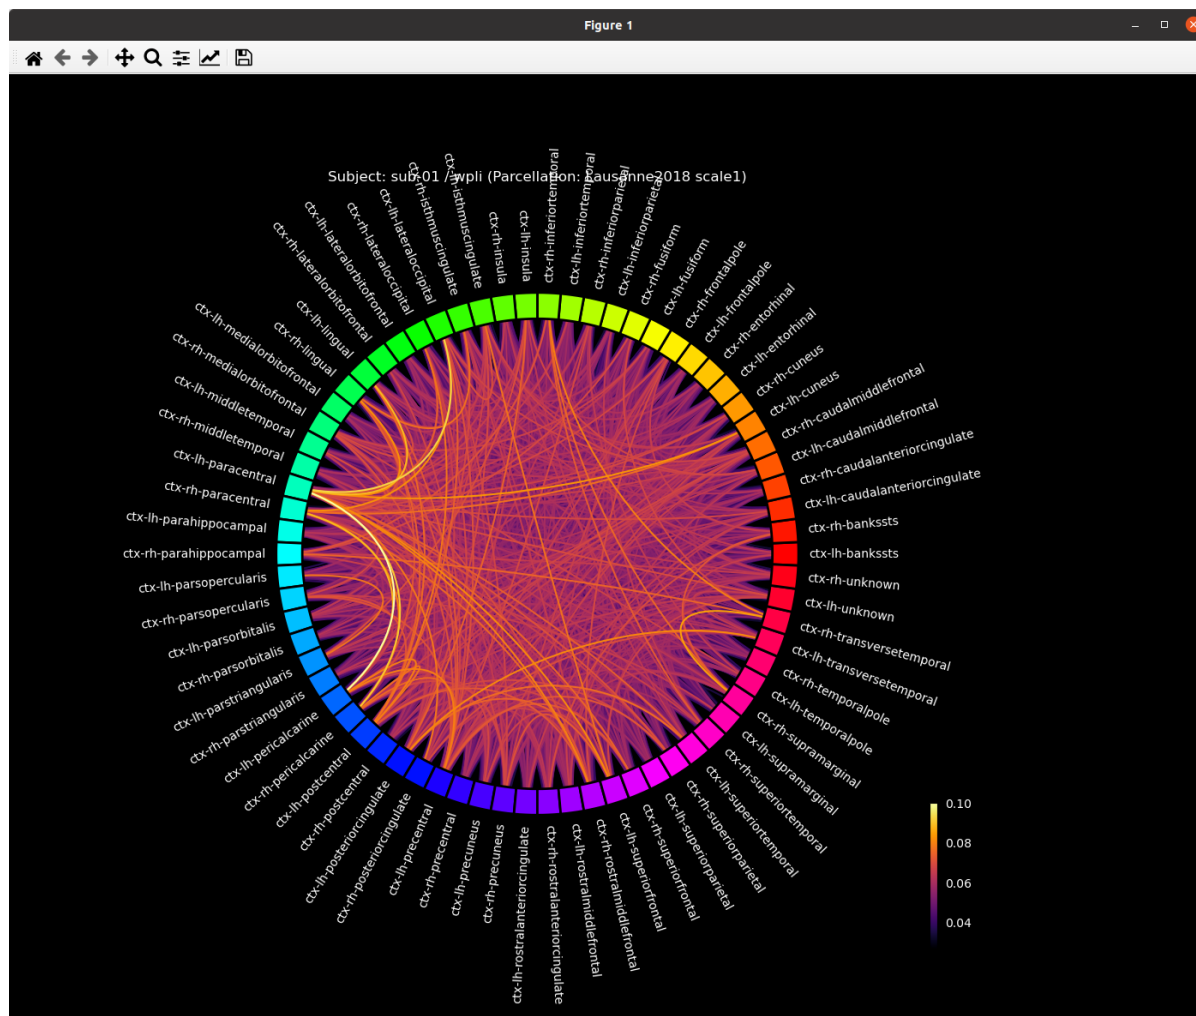 Figure 1
Subject: sub-01 / wpli (Parcellation: Lausanne2018 scale1)
ctx-rh-inferiortemporal
ctx-lh-inferiortemporal
ctx-rh-inferiorparietal
ctx-lh-inferiorparietal
ctx-rh-fusiform
ctx-lh-fusiform
ctx-rh-frontalpole
ctx-lh-frontalpole
ctx-rh-entorhinal
ctx-lh-entorhinal
ctx-rh-cuneus
ctx-lh-cuneus
ctx-rh-caudalmiddlefrontal
ctx-lh-caudalmiddlefrontal
ctx-rh-caudalanteriorcingulate
ctx-lh-caudalanteriorcingulate
ctx-rh-bankssts
ctx-lh-bankssts
ctx-rh-unknown
ctx-lh-unknown
ctx-rh-transversetemporal
ctx-lh-transversetemporal
ctx-rh-temporalpole
ctx-lh-temporalpole
ctx-rh-supramarginal
ctx-lh-supramarginal
ctx-rh-superiortemporal
ctx-lh-superiortemporal
ctx-rh-superiorparietal
ctx-lh-superiorparietal
ctx-rh-superiorfrontal
ctx-lh-superiorfrontal
ctx-rh-rostralmiddlefrontal
ctx-lh-rostralmiddlefrontal
ctx-rh-rostralanteriorcingulate
ctx-lh-rostralanteriorcingulate
ctx-rh-precuneus
ctx-lh-precuneus
ctx-rh-precentral
ctx-lh-precentral
ctx-rh-posteriorcingulate
ctx-lh-posteriorcingulate
ctx-rh-postcentral
ctx-lh-postcentral
ctx-rh-pericalcarine
ctx-lh-pericalcarine
ctx-rh-parstriangularis
ctx-lh-parstriangularis
ctx-rh-parsorbitalis
ctx-lh-parsorbitalis
ctx-rh-parsopercularis
ctx-lh-parsopercularis
ctx-rh-parahippocampal
ctx-lh-parahippocampal
ctx-rh-paracentral
ctx-lh-paracentral
ctx-rh-middletemporal
ctx-lh-middletemporal
ctx-rh-medialorbitofrontal
ctx-lh-medialorbitofrontal
ctx-rh-lingual
ctx-lh-lingual
ctx-rh-lateralorbitofrontal
ctx-lh-lateralorbitofrontal
ctx-rh-lateraloccipital
ctx-lh-lateraloccipital
ctx-rh-isthmuscingulate
ctx-lh-isthmuscingulate
ctx-rh-insula
ctx-lh-insula
0.10
0.08
0.06
0.04